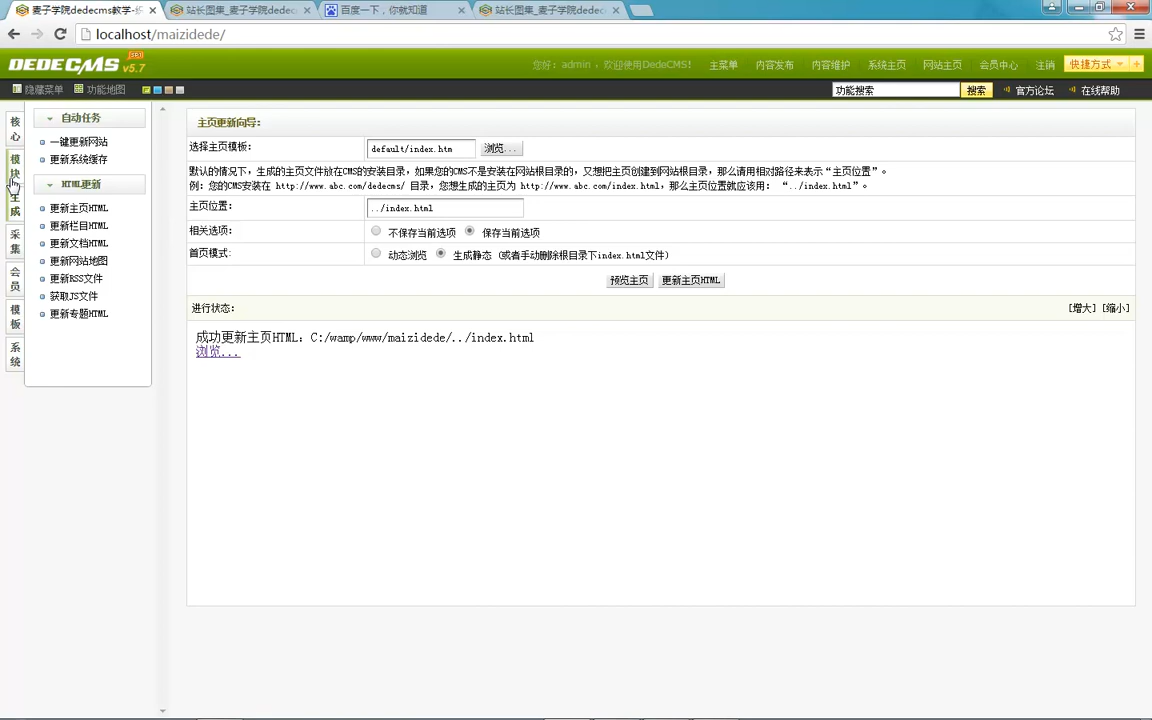 麦子学院dedecms教学-织
站长图集_麦子学院dedec
百度一下，你就知道
站长图集_麦子学院dedec
localhost/maizidede/
DEDECMS v5.7
您好：admin ，欢迎使用DedeCMS！
主菜单
内容发布
内容维护
系统主页
网站主页
会员中心
注销
快捷方式
隐藏菜单
功能地图
功能搜索
搜索
官方论坛
在线帮助
核心
模块
生成
采集
会员
模板
系统
自动任务
一键更新网站
更新系统缓存
HTML更新
更新主页HTML
更新栏目HTML
更新文档HTML
更新网站地图
更新RSS文件
获取JS文件
更新专题HTML
主页更新向导：
选择主页模板：
default/index.htm
浏览...
默认的情况下，生成的主页文件放在CMS的安装目录，如果您的CMS不是安装在网站根目录的，又想把主页创建到网站根目录，那么请用相对路径来表示“主页位置”。
例：您的CMS安装在 http://www.abc.com/dedecms/ 目录，您想生成的主页为 http://www.abc.com/index.html，那么主页位置就应该用： “../index.html”。
主页位置：
../index.html
相关选项：
不保存当前选项
保存当前选项
首页模式：
动态浏览
生成静态 (或者手动删除根目录下index.html文件)
预览主页
更新主页HTML
进行状态：
[增大] [缩小]
成功更新主页HTML：C:/wamp/www/maizidede/../index.html
浏览...